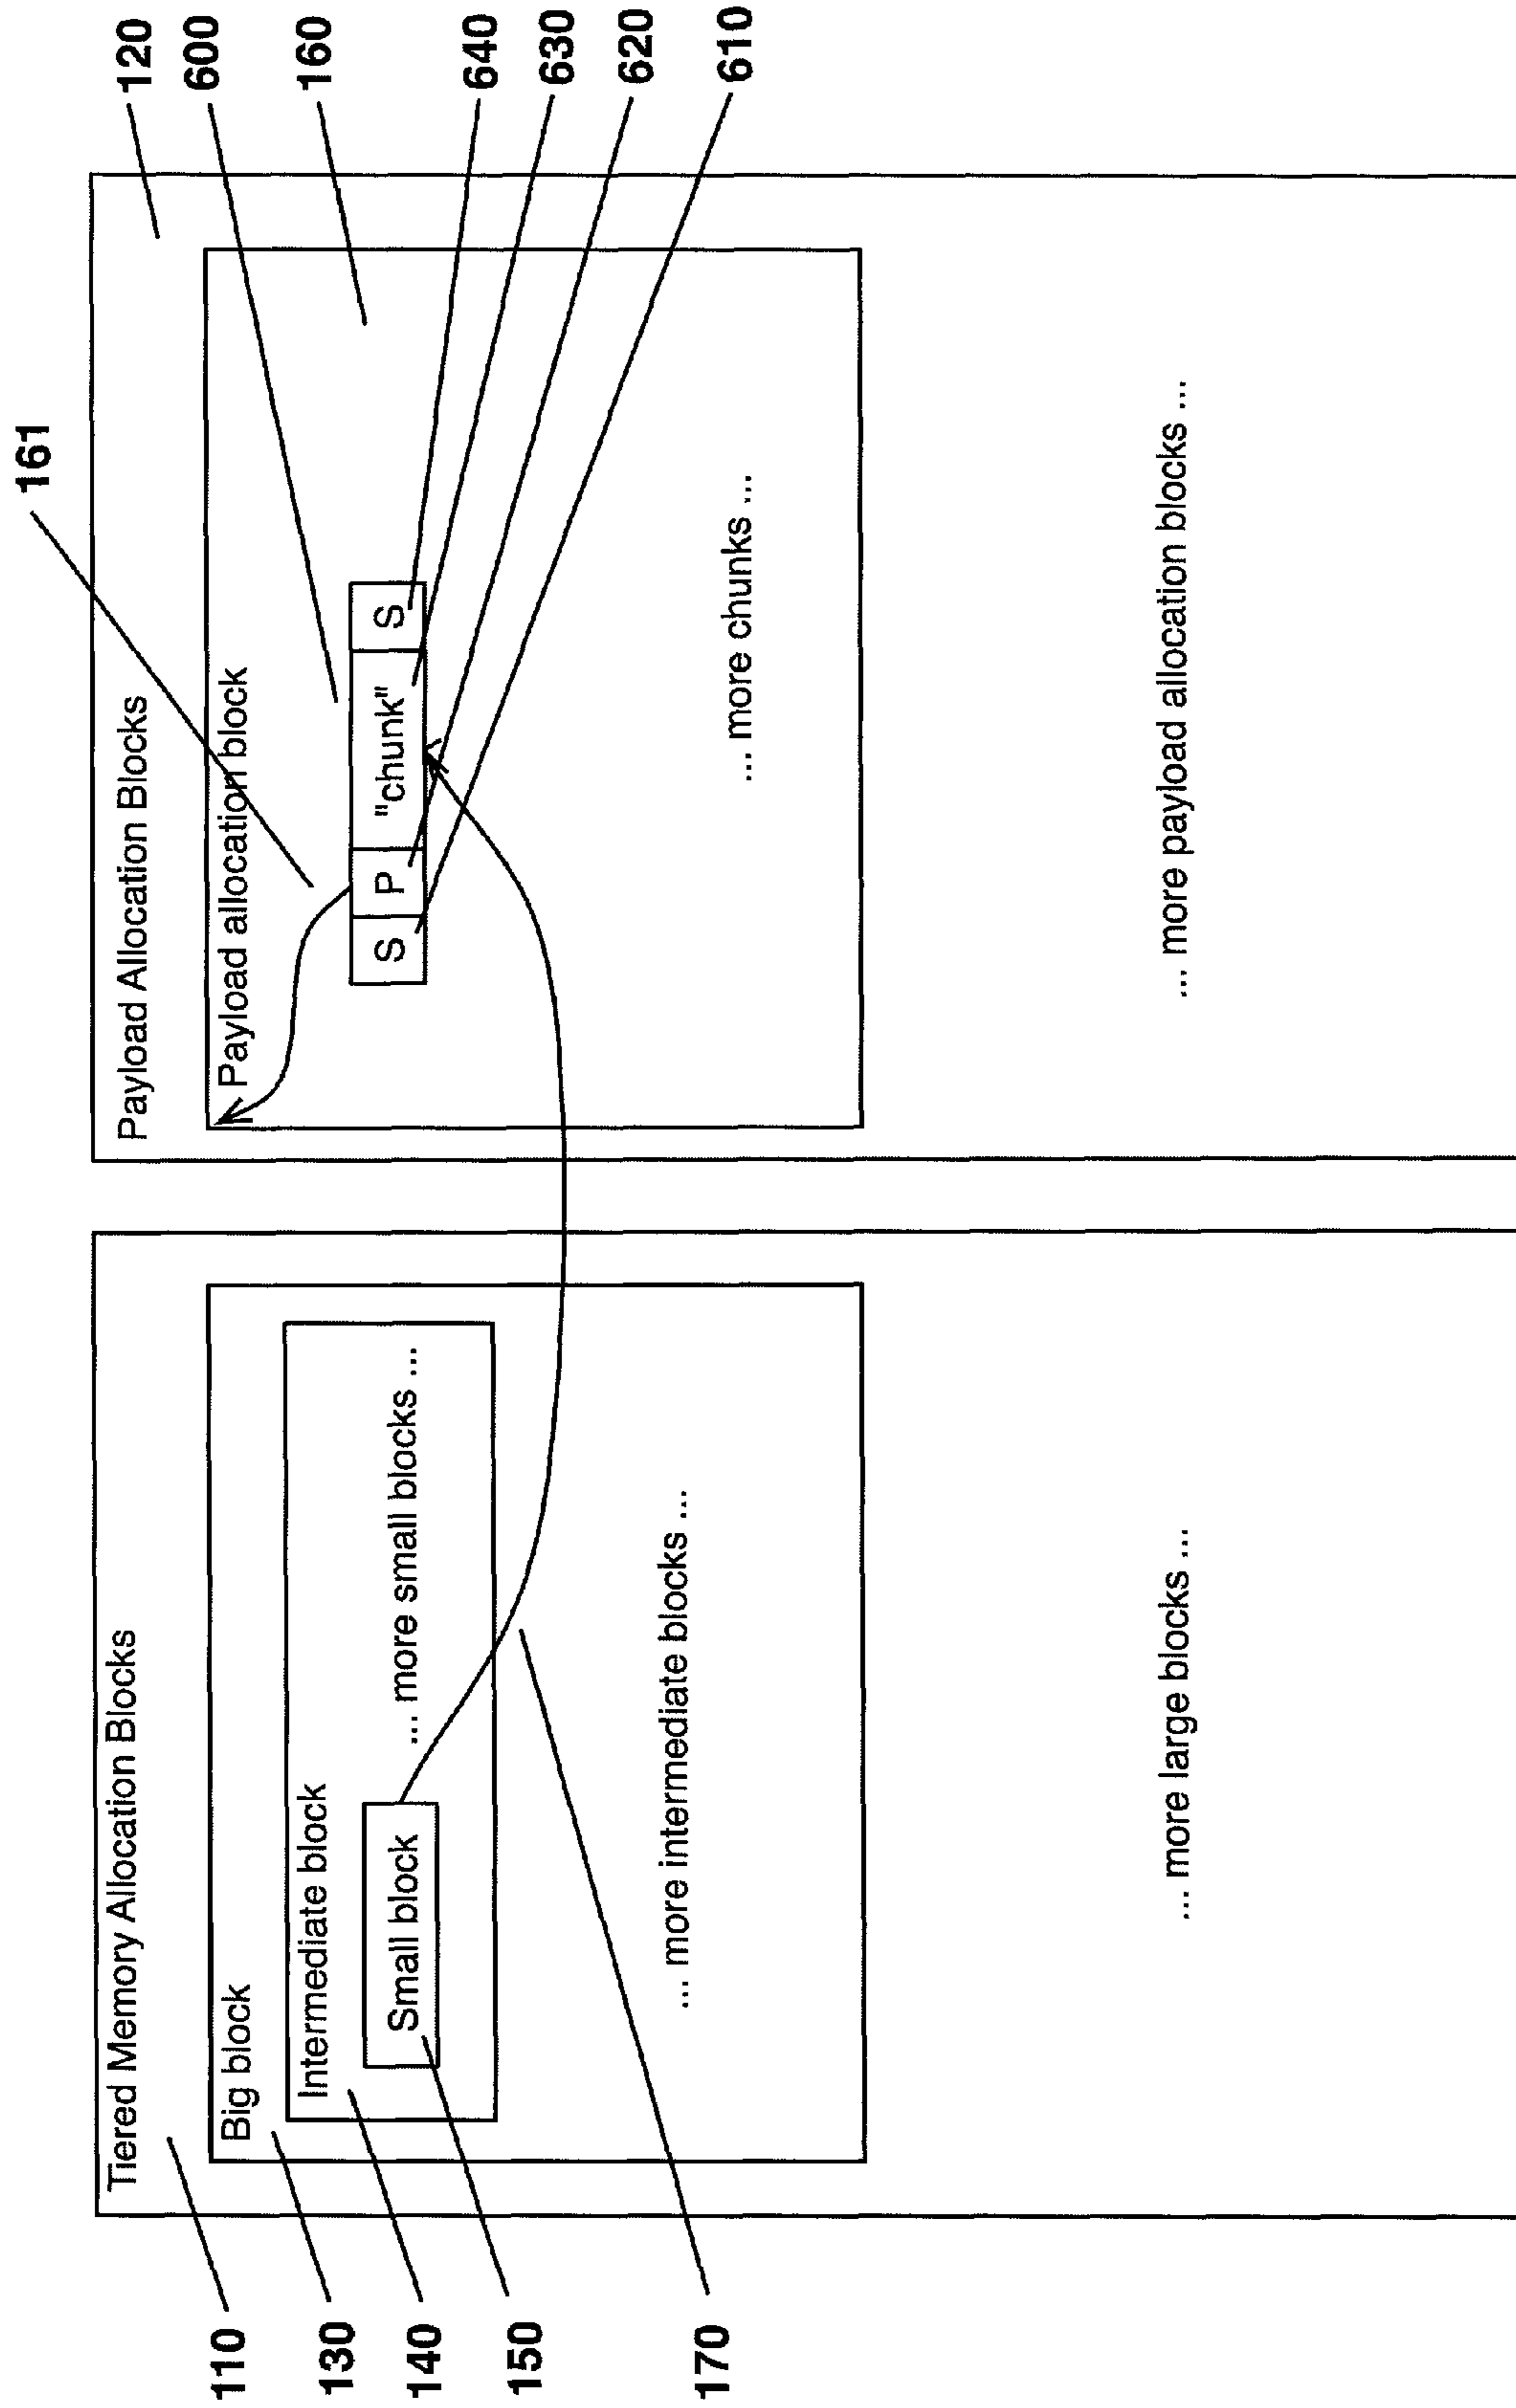 161
Tiered Memory Allocation Blocks
Payload Allocation Blocks
120
110
Big block
Payload allocation block
600
130
Intermediate block
160
140
Small block
... more small blocks ...
S
P
"chunk"
S
640
150
630
620
... more intermediate blocks ...
... more chunks ...
610
170
... more large blocks ...
... more payload allocation blocks ...